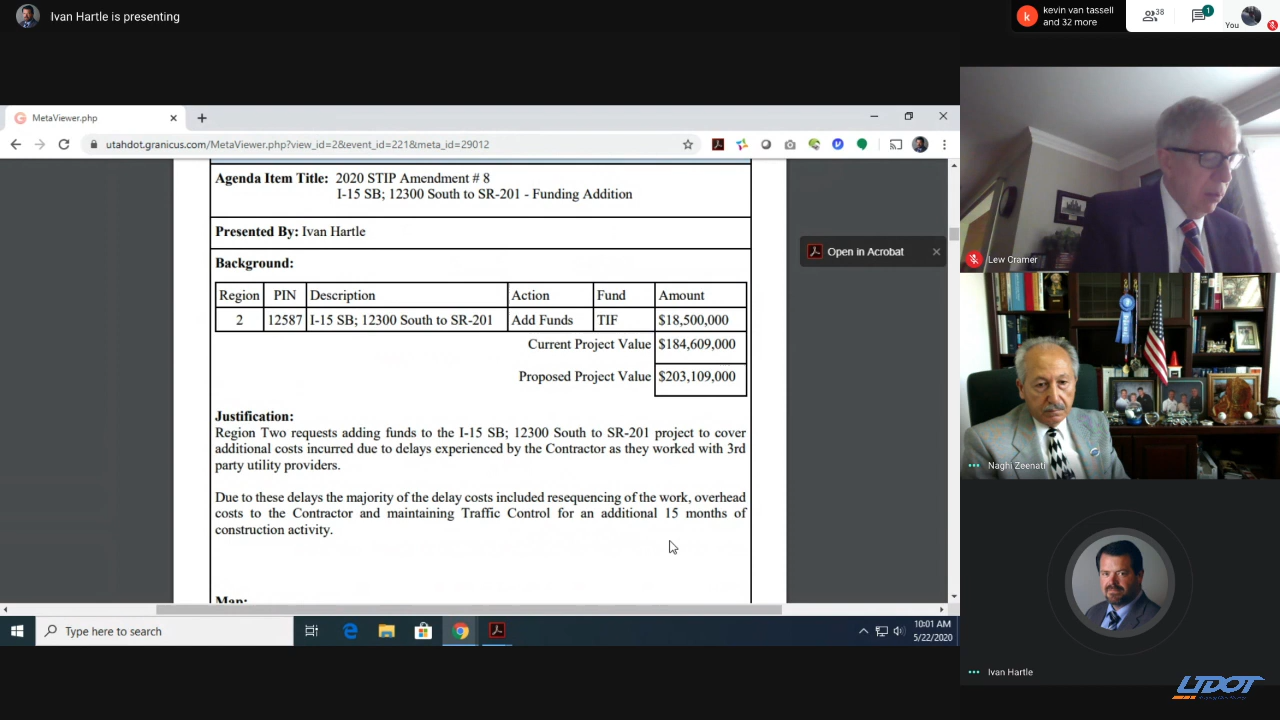 Ivan Hartle is presenting
kevin van tassell
and 32 more
38
1
You
k
MetaViewer.php
utahdot.granicus.com/MetaViewer.php?view_id=2&event_id=221&meta_id=29012
Agenda Item Title: 2020 STIP Amendment # 8
I-15 SB; 12300 South to SR-201 - Funding Addition
Presented By: Ivan Hartle
Open in Acrobat
Background:
Region PIN Description Action Fund Amount
2 12587 I-15 SB; 12300 South to SR-201 Add Funds TIF $18,500,000
Current Project Value $184,609,000
Proposed Project Value $203,109,000
Justification:
Region Two requests adding funds to the I-15 SB; 12300 South to SR-201 project to cover
additional costs incurred due to delays experienced by the Contractor as they worked with 3rd
party utility providers.
Due to these delays the majority of the delay costs included resequencing of the work, overhead
costs to the Contractor and maintaining Traffic Control for an additional 15 months of
construction activity.
Map:
Type here to search
10:01 AM
5/22/2020
Lew Cramer
Naghi Zeenati
Ivan Hartle
UDOT